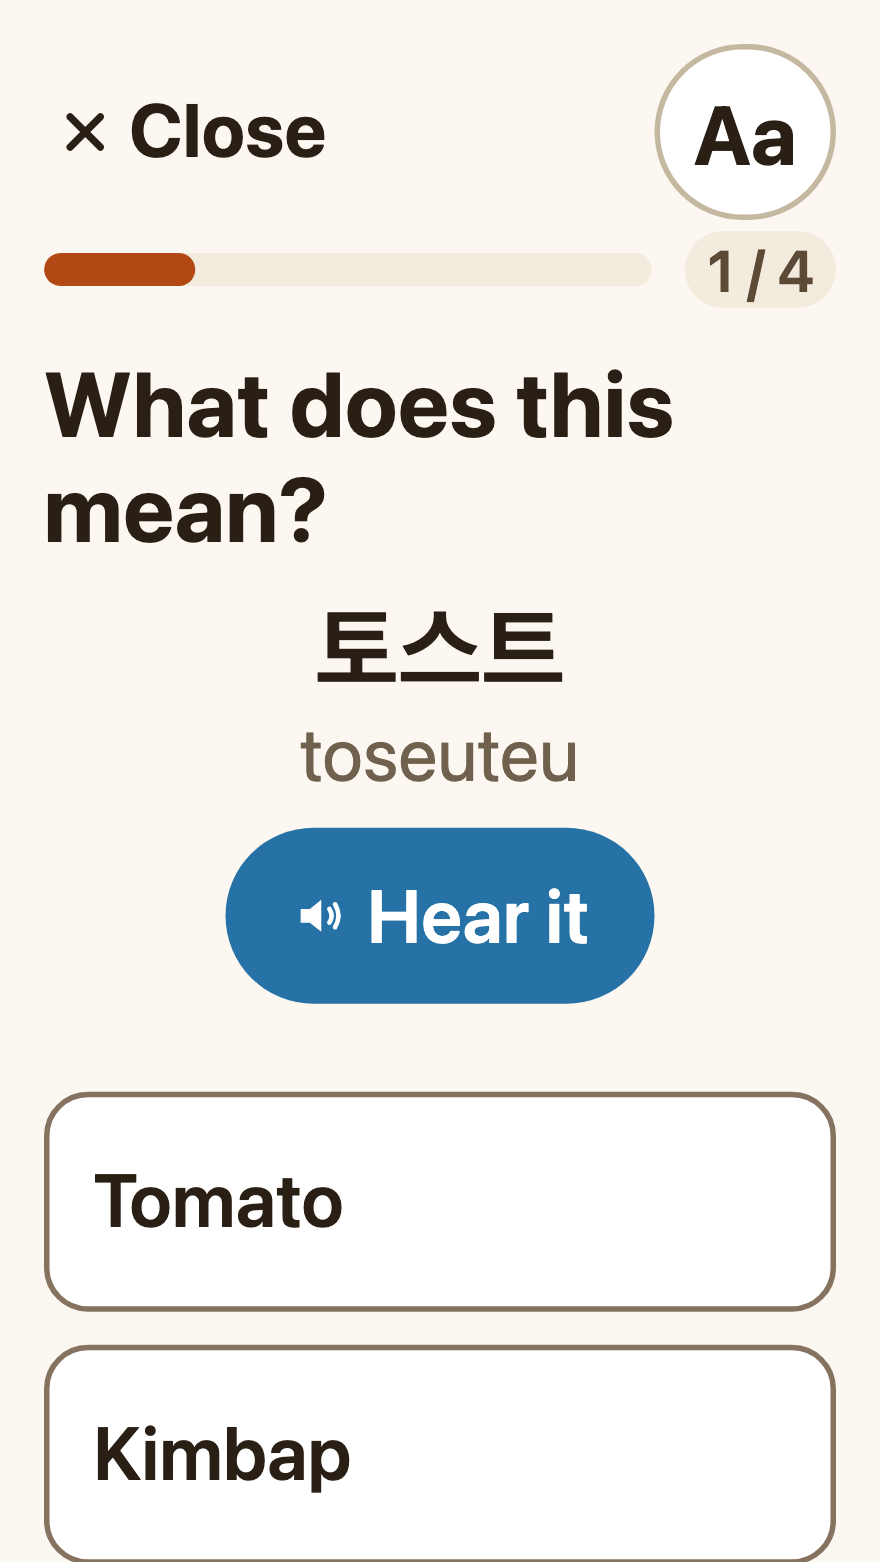 × Close
Aa
1 / 4
What does this
mean?
토스트
toseuteu
Hear it
Tomato
Kimbap